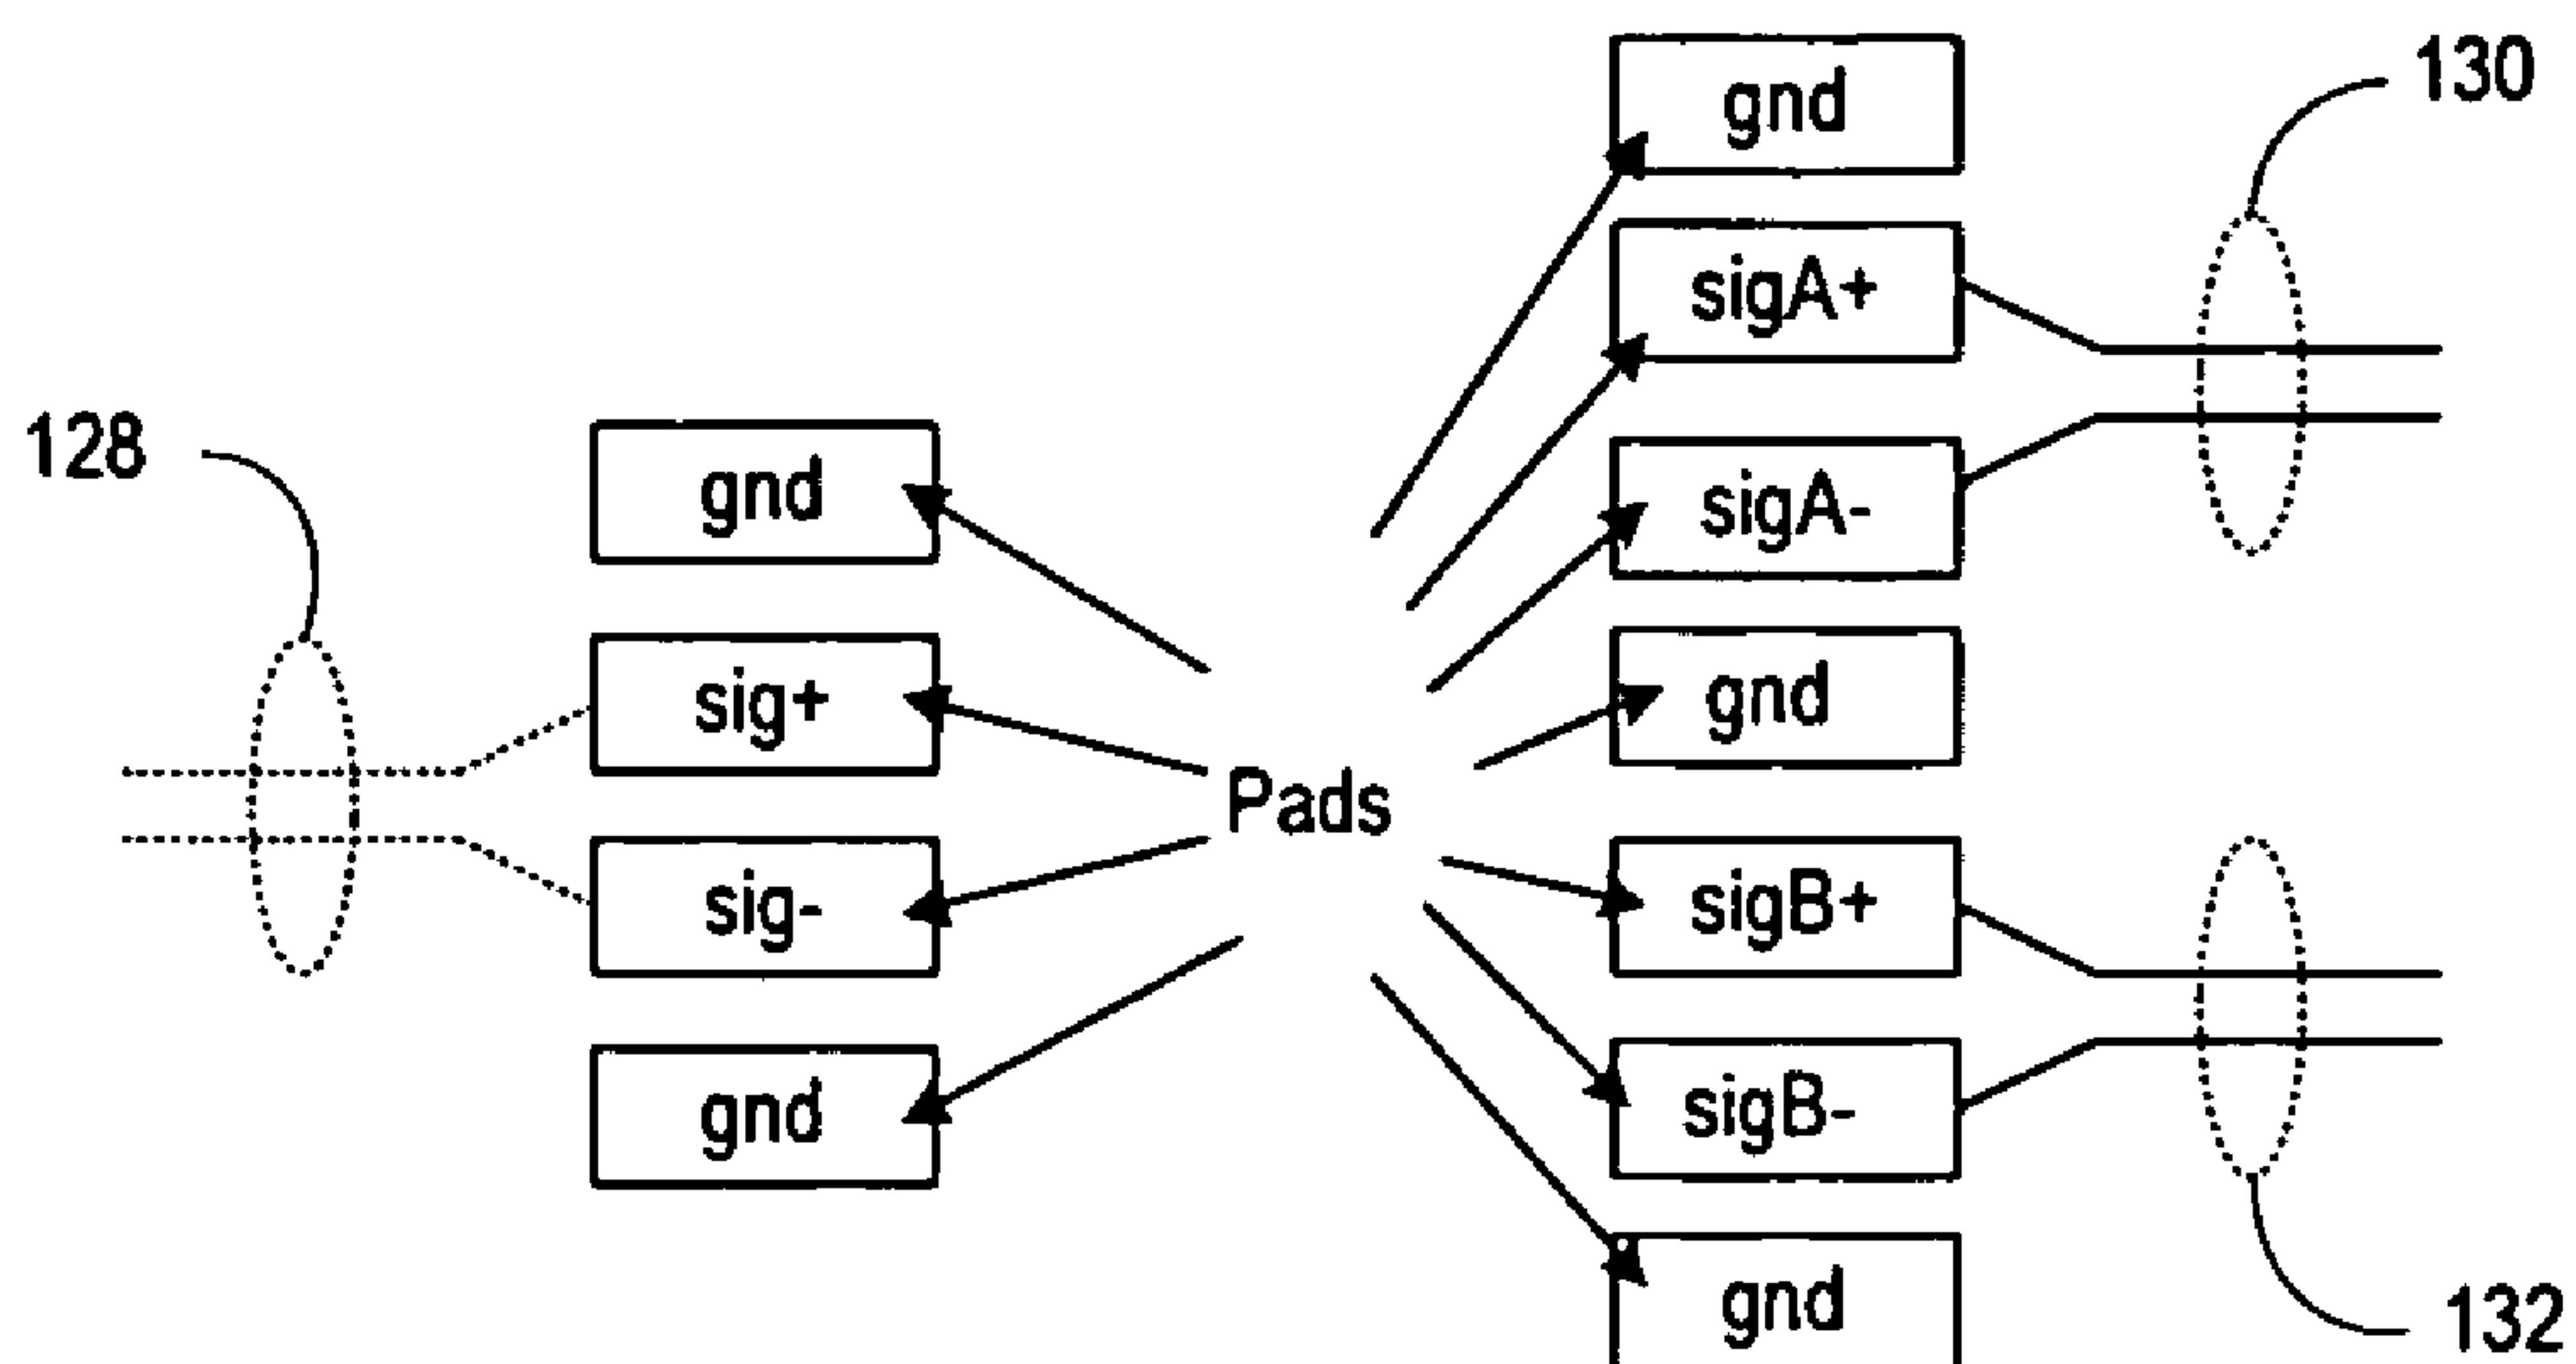 130
gnd
sigA+
128
gnd
sigA-
sig+
gnd
Pads
sig-
sigB+
gnd
sigB-
gnd
132